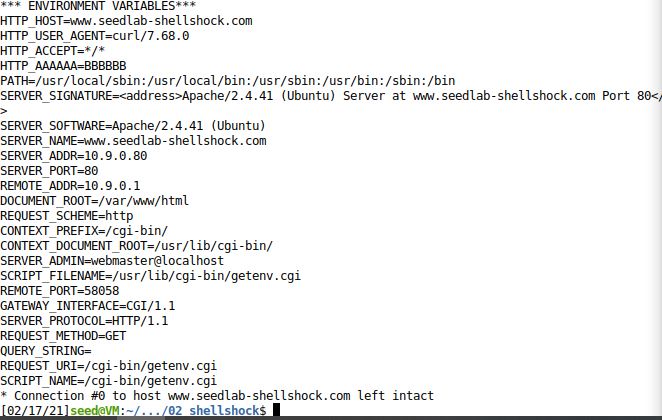 *** ENVIRONMENT VARIABLES***
HTTP_HOST=www.seedlab-shellshock.com
HTTP_USER_AGENT=curl/7.68.0
HTTP_ACCEPT=*/*
HTTP_AAAAAA=BBBBBB
PATH=/usr/local/sbin:/usr/local/bin:/usr/sbin:/usr/bin:/sbin:/bin
SERVER_SIGNATURE=<address>Apache/2.4.41 (Ubuntu) Server at www.seedlab-shellshock.com Port 80</
>
SERVER_SOFTWARE=Apache/2.4.41 (Ubuntu)
SERVER_NAME=www.seedlab-shellshock.com
SERVER_ADDR=10.9.0.80
SERVER_PORT=80
REMOTE_ADDR=10.9.0.1
DOCUMENT_ROOT=/var/www/html
REQUEST_SCHEME=http
CONTEXT_PREFIX=/cgi-bin/
CONTEXT_DOCUMENT_ROOT=/usr/lib/cgi-bin/
SERVER_ADMIN=webmaster@localhost
SCRIPT_FILENAME=/usr/lib/cgi-bin/getenv.cgi
REMOTE_PORT=58058
GATEWAY_INTERFACE=CGI/1.1
SERVER_PROTOCOL=HTTP/1.1
REQUEST_METHOD=GET
QUERY_STRING=
REQUEST_URI=/cgi-bin/getenv.cgi
SCRIPT_NAME=/cgi-bin/getenv.cgi
* Connection #0 to host www.seedlab-shellshock.com left intact
[02/17/21]seed@VM:~/.../02_shellshock$